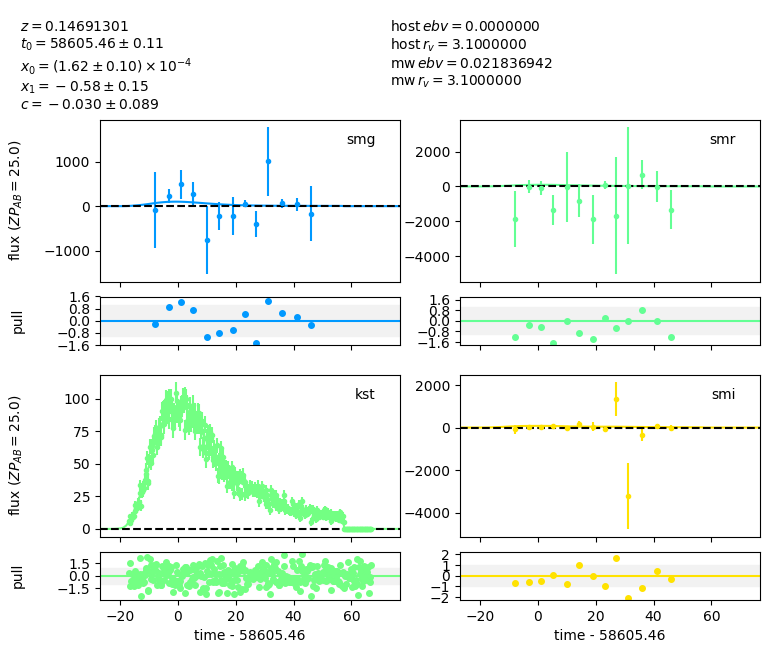 z = 0.14691301
t₀ = 58605.46 ± 0.11
x₀ = (1.62 ± 0.10) × 10⁻⁴
x₁ = −0.58 ± 0.15
c = −0.030 ± 0.089
host ebv = 0.0000000
host r_v = 3.1000000
mw ebv = 0.021836942
mw r_v = 3.1000000
flux (ZP_AB = 25.0)
1000
0
−1000
smg
2000
0
−2000
−4000
smr
pull
1.6
0.8
0.0
−0.8
−1.6
1.6
0.8
0.0
−0.8
−1.6
flux (ZP_AB = 25.0)
100
75
50
25
0
kst
2000
0
−2000
−4000
smi
pull
1.5
0.0
−1.5
−20 0 20 40 60
time - 58605.46
2
1
0
−1
−2
−20 0 20 40 60
time - 58605.46